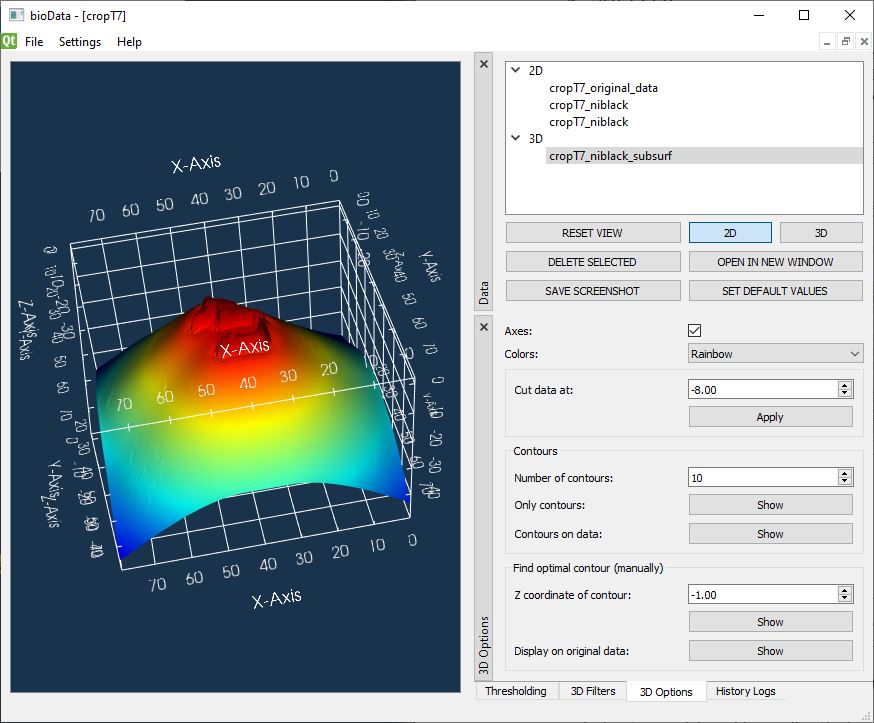 bioData - [cropT7]
Qt File Settings Help
X-Axis
70 60 50 40 30 20 10 0
X-Axis
70 60 50 40 30 20
70 60 50 40 30 20 10 0
X-Axis
Y-Axis
Z-Axis
Data
2D
cropT7_original_data
cropT7_niblack
cropT7_niblack
3D
cropT7_niblack_subsurf
RESET VIEW 2D 3D
DELETE SELECTED OPEN IN NEW WINDOW
SAVE SCREENSHOT SET DEFAULT VALUES
3D Options
Axes:
Colors: Rainbow
Cut data at: -8.00
Apply
Contours
Number of contours: 10
Only contours: Show
Contours on data: Show
Find optimal contour (manually)
Z coordinate of contour: -1.00
Show
Display on original data: Show
Thresholding 3D Filters 3D Options History Logs